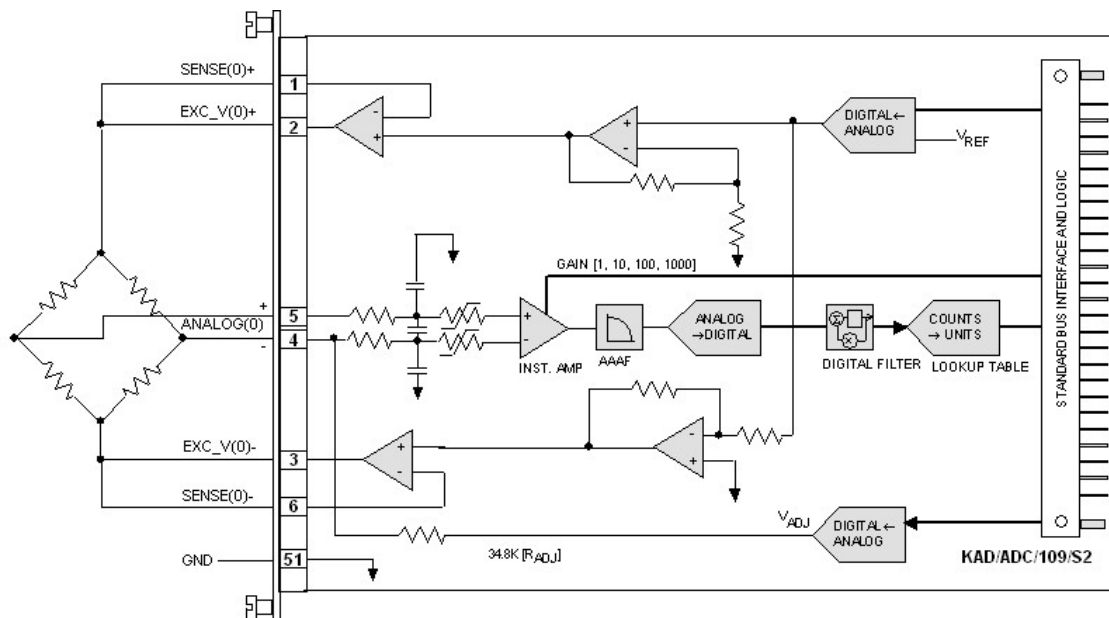 SENSE(0)+
1
EXC_V(0)+
2
-
+
+
-
DIGITAL←
ANALOG
VREF
STANDARD BUS INTERFACE AND LOGIC
GAIN [1, 10, 100, 1000]
+
5
ANALOG(0)
-
4
+
-
INST. AMP
AAAF
ANALOG
→DIGITAL
Σ
X
DIGITAL FILTER
COUNTS
→ UNITS
LOOKUP TABLE
EXC_V(0)-
3
+
-
-
+
SENSE(0)-
6
34.8K [RADJ]
VADJ
DIGITAL←
ANALOG
GND
51
KAD/ADC/109/S2